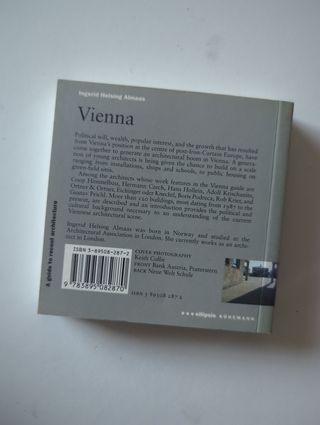 Ingrid Helsing Almaas
Vienna
Political will, wealth, popular interest, and the growth that has resulted
from Vienna's position at the centre of post-Iron-Curtain Europe, have
come together to generate an architectural boom in Vienna. A genera-
tion of young architects is being given the chance to build on a scale
ranging from installations, shops and schools, to public housing on
green-field sites.
Among the architects whose work features in the Vienna guide are
Coop Himmelblau, Hermann Czech, Hans Hollein, Adolf Krischanitz,
Ortner & Ortner, Eichinger oder Knechtl, Boris Podrecca, Rob Krier, and
Gustav Peichl. More than 120 buildings, most dating from 1987 to the
present, are described and an introduction provides the political and
cultural background necessary to an understanding of the current
Viennese architectural scene.
Ingrid Helsing Almaas was born in Norway and studied at the
Architectural Association in London. She currently works as an archi-
tect in London.
ISBN 3-89508-287-2
9 783895 082870
COVER PHOTOGRAPHY
Keith Collie
FRONT Bank Austria, Praterstern
BACK Neue Welt Schule
ISBN 3 89508 287 2
A guide to recent architecture
ellipsis KÖNEMANN